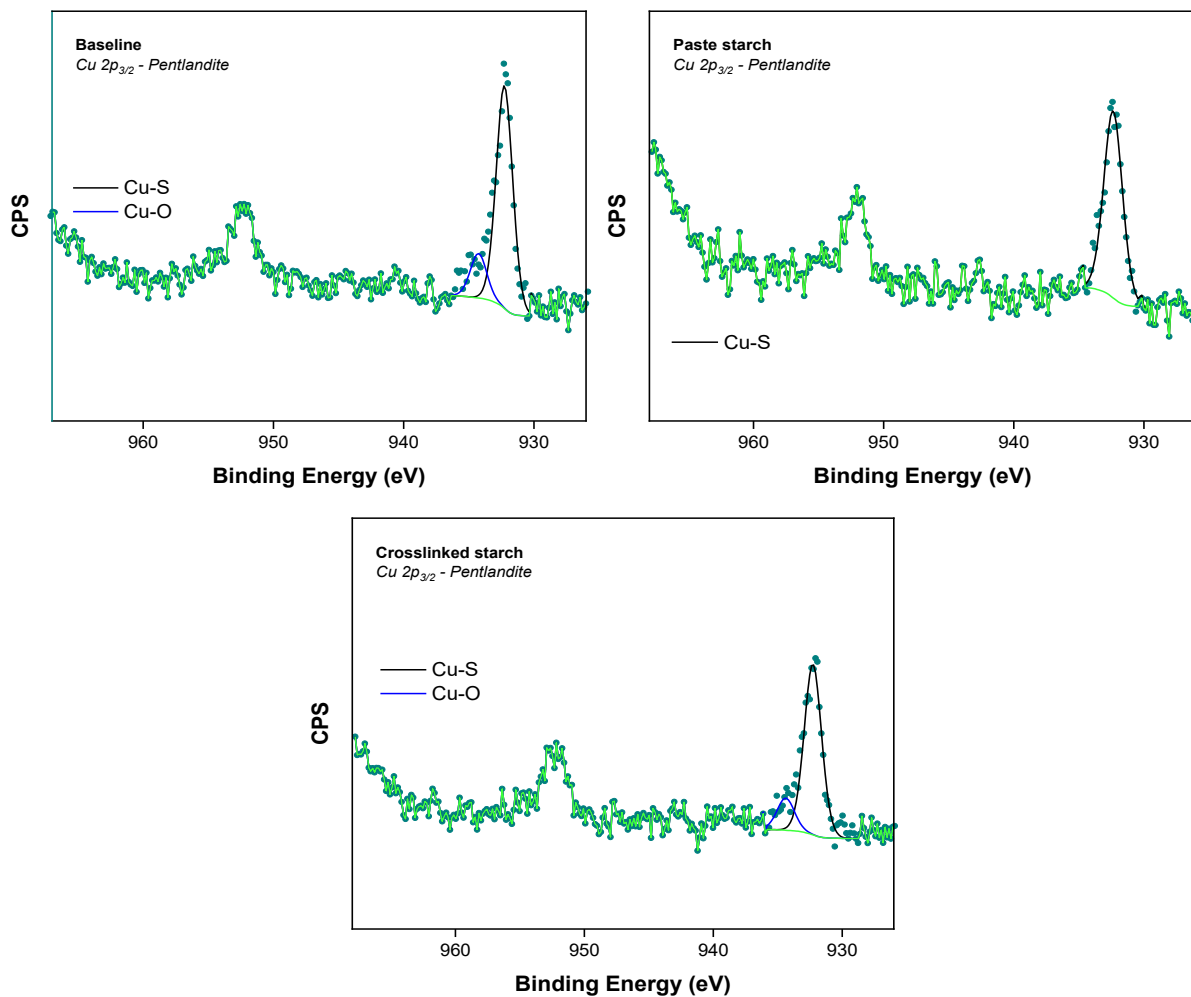 Baseline
Cu 2p3/2 - Pentlandite
Cu-S
Cu-O
CPS
960
950
940
930
Binding Energy (eV)
Paste starch
Cu 2p3/2 - Pentlandite
Cu-S
CPS
960
950
940
930
Binding Energy (eV)
Crosslinked starch
Cu 2p3/2 - Pentlandite
Cu-S
Cu-O
CPS
960
950
940
930
Binding Energy (eV)